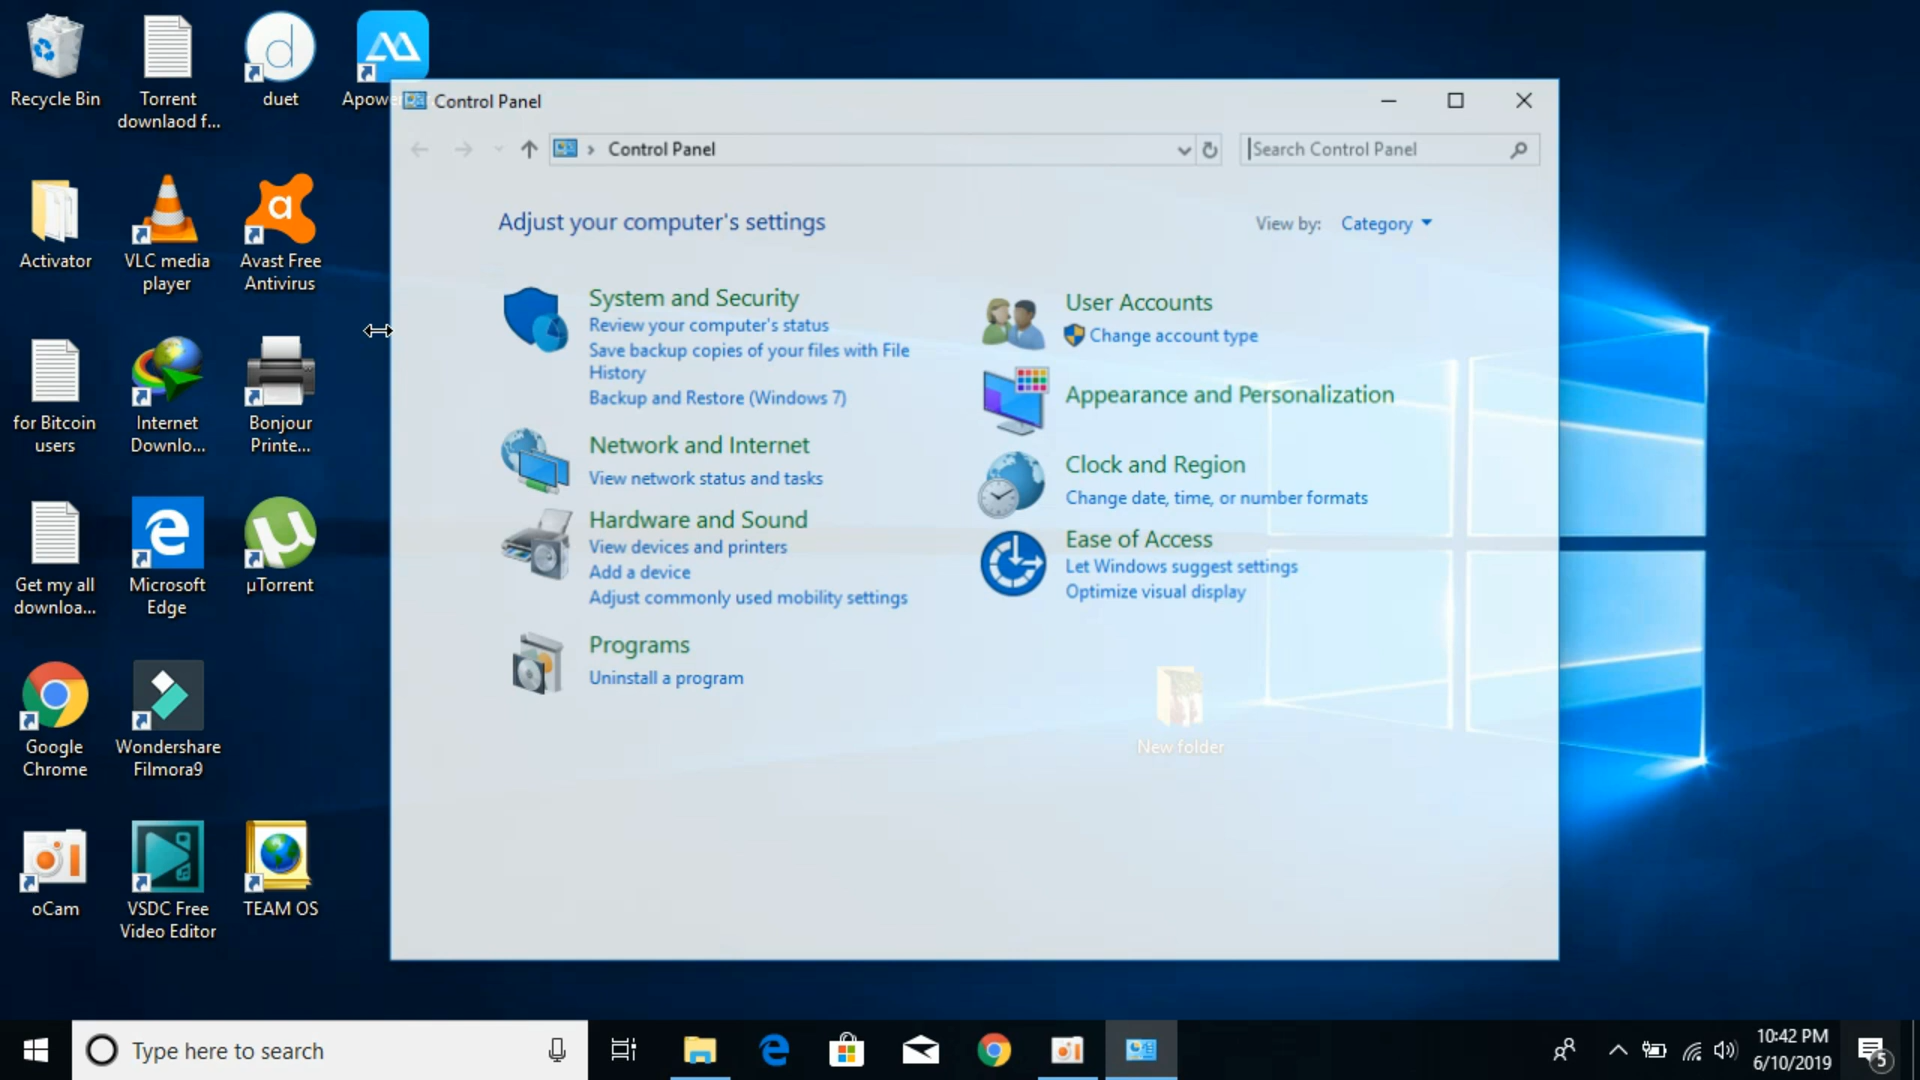 Recycle Bin
Torrent
downlaod f...
duet
Apowe
Activator
VLC media
player
Avast Free
Antivirus
for Bitcoin
users
Internet
Downlo...
Bonjour
Printe...
Get my all
downloa...
Microsoft
Edge
µTorrent
Google
Chrome
Wondershare
Filmora9
oCam
VSDC Free
Video Editor
TEAM OS
Control Panel
Control Panel
Search Control Panel
Adjust your computer's settings
View by: Category
System and Security
Review your computer's status
Save backup copies of your files with File
History
Backup and Restore (Windows 7)
Network and Internet
View network status and tasks
Hardware and Sound
View devices and printers
Add a device
Adjust commonly used mobility settings
Programs
Uninstall a program
User Accounts
Change account type
Appearance and Personalization
Clock and Region
Change date, time, or number formats
Ease of Access
Let Windows suggest settings
Optimize visual display
New folder
Type here to search
10:42 PM
6/10/2019
5